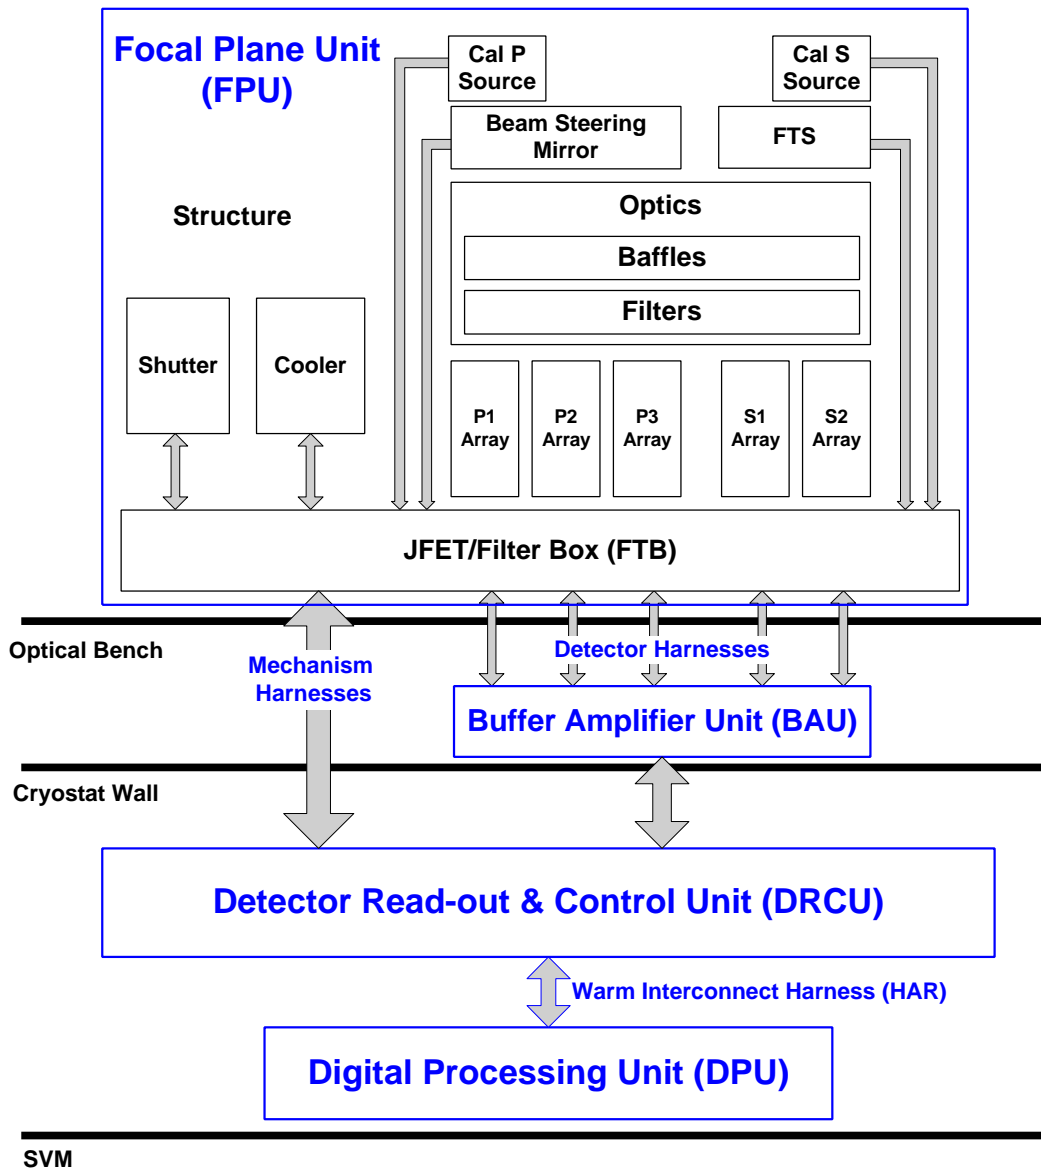 Focal Plane Unit
(FPU)
Cal P
Source
Cal S
Source
Beam Steering
Mirror
FTS
Structure
Optics
Baffles
Filters
Shutter
Cooler
P1
Array
P2
Array
P3
Array
S1
Array
S2
Array
JFET/Filter Box (FTB)
Optical Bench
Mechanism
Harnesses
Detector Harnesses
Buffer Amplifier Unit (BAU)
Cryostat Wall
Detector Read-out & Control Unit (DRCU)
Warm Interconnect Harness (HAR)
Digital Processing Unit (DPU)
SVM